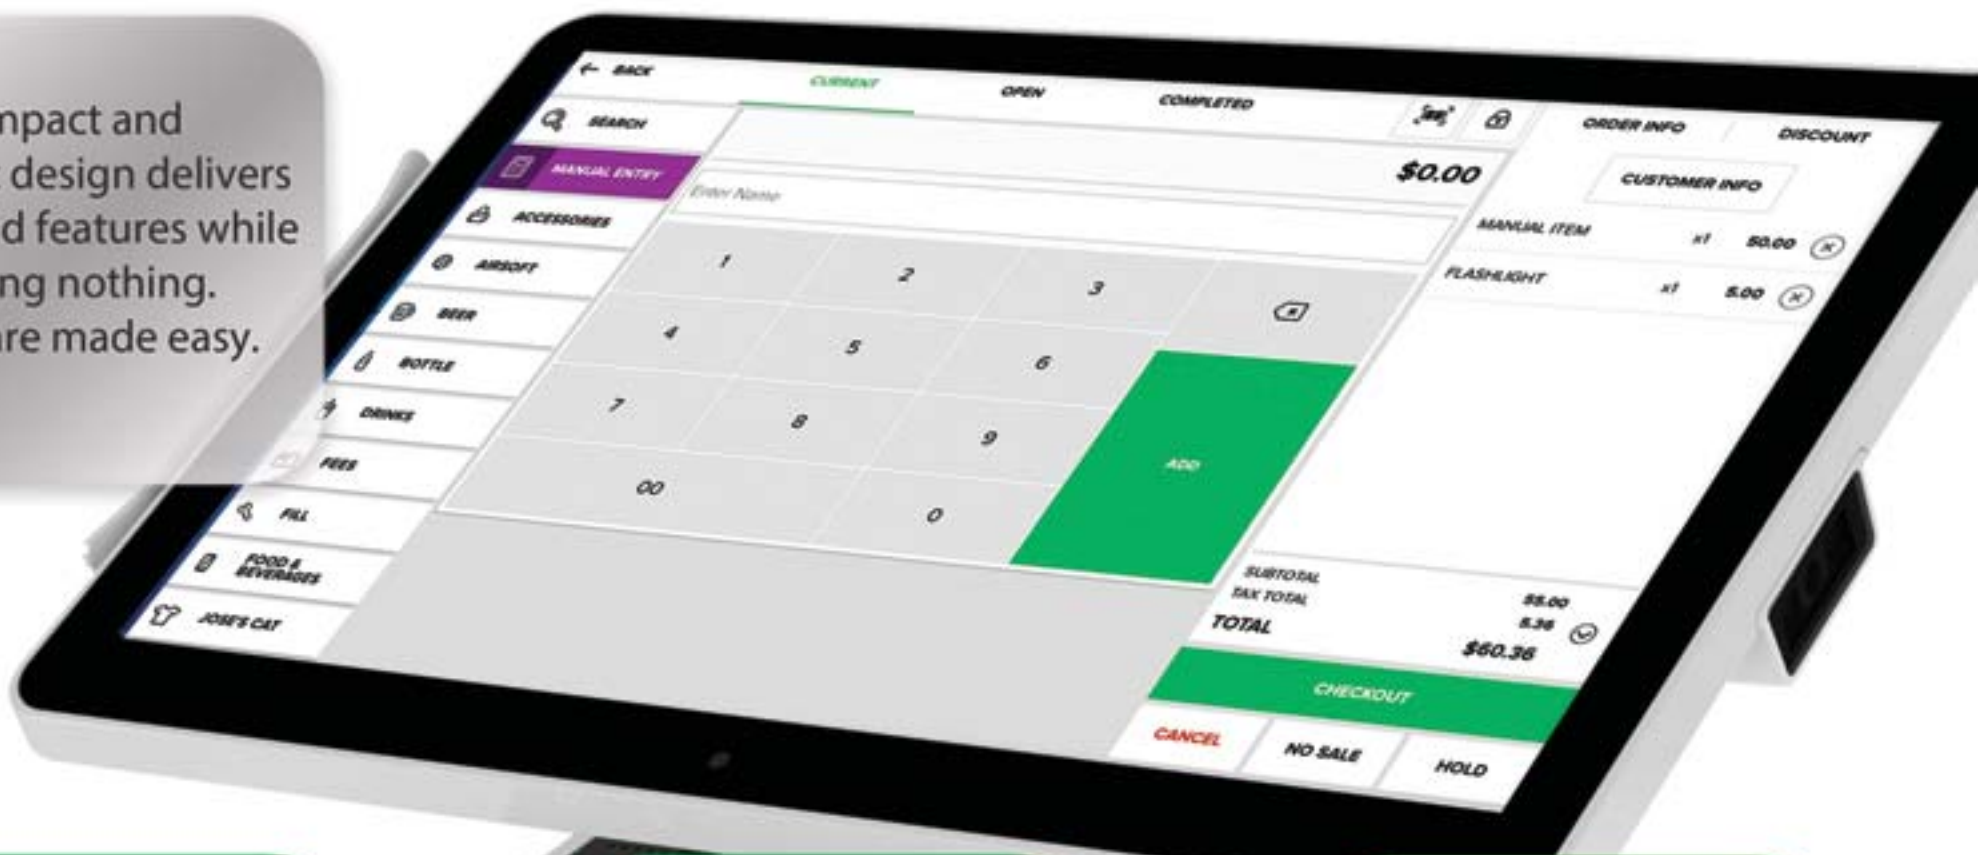 mpact and
design delivers
d features while
ng nothing.
are made easy.
BACK
CURRENT
OPEN
COMPLETED
ORDER INFO
DISCOUNT
SEARCH
MANUAL ENTRY
ACCESSORIES
AIRSOFT
BEER
BOTTLE
DRINKS
FEES
FILL
FOOD &
BEVERAGES
JOSE'S CAT
$0.00
Enter Name
1 2 3
4 5 6
7 8 9
00 0
ADD
CUSTOMER INFO
MANUAL ITEM x1 50.00
FLASHLIGHT x1 5.00
SUBTOTAL 55.00
TAX TOTAL 5.36
TOTAL $60.36
CHECKOUT
CANCEL NO SALE HOLD